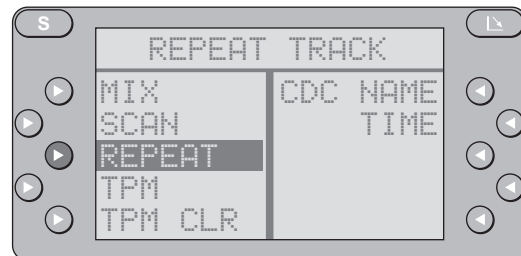 S
REPEAT TRACK
MIX
SCAN
REPEAT
TPM
TPM CLR
CDC NAME
TIME